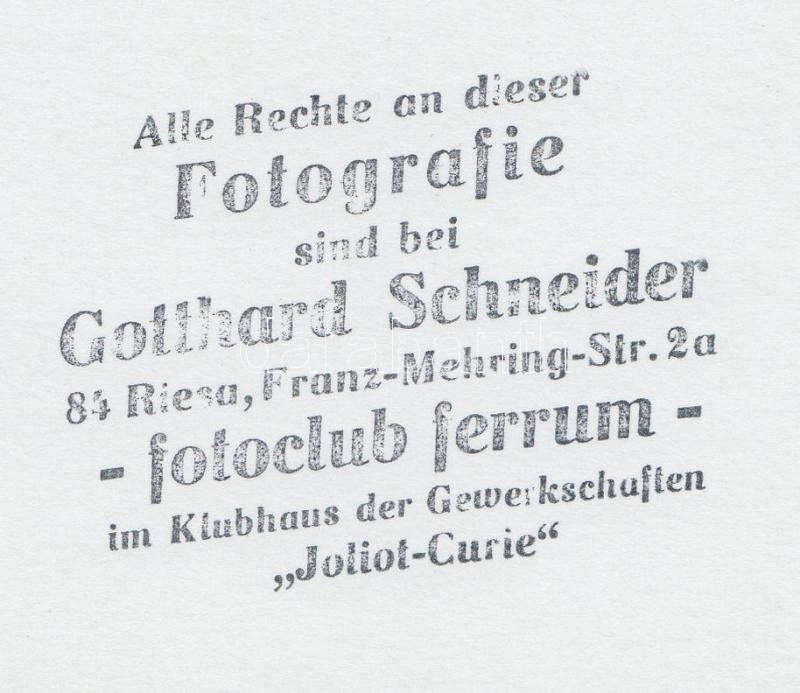 Alle Rechte an dieser
Fotografie
sind bei
Gotthard Schneider
84 Riesa, Franz-Mehring-Str. 2a
- fotoclub ferrum -
im Klubhaus der Gewerkschaften
„Joliot-Curie“
darabanth